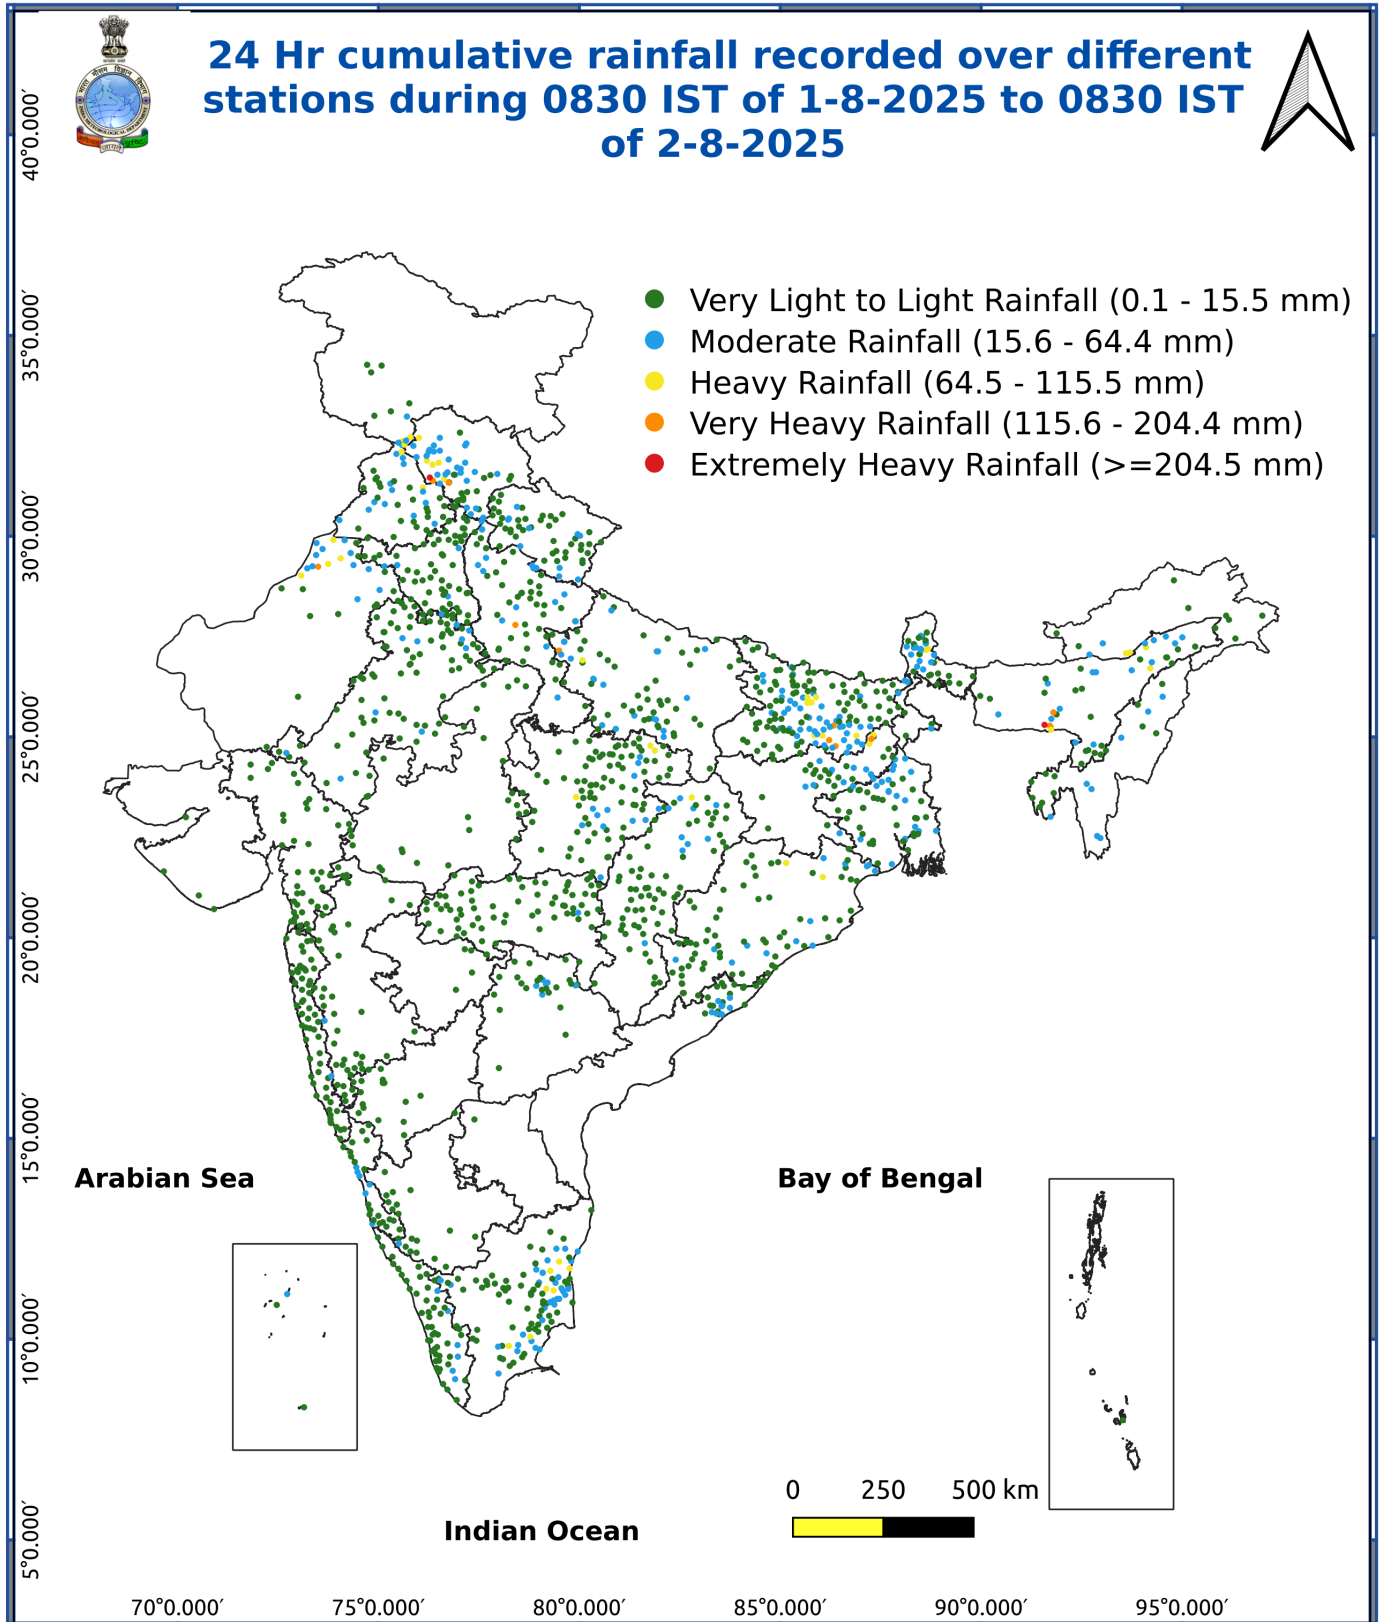 24 Hr cumulative rainfall recorded over different
stations during 0830 IST of 1-8-2025 to 0830 IST
of 2-8-2025
40°0.000′
35°0.000′
30°0.000′
25°0.000′
20°0.000′
15°0.000′
10°0.000′
5°0.000′
Very Light to Light Rainfall (0.1 - 15.5 mm)
Moderate Rainfall (15.6 - 64.4 mm)
Heavy Rainfall (64.5 - 115.5 mm)
Very Heavy Rainfall (115.6 - 204.4 mm)
Extremely Heavy Rainfall (>=204.5 mm)
Arabian Sea
Bay of Bengal
0 250 500 km
Indian Ocean
70°0.000′ 75°0.000′ 80°0.000′ 85°0.000′ 90°0.000′ 95°0.000′